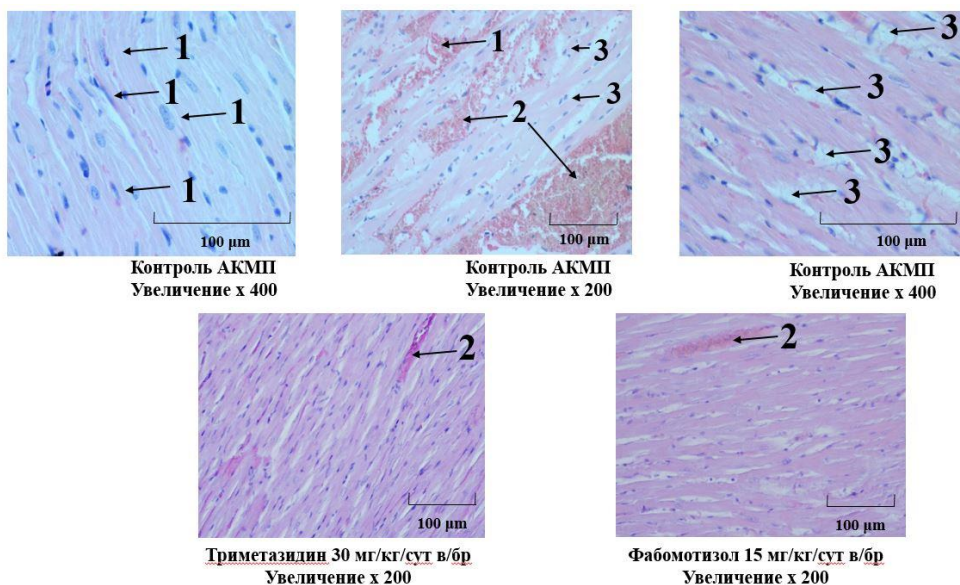 1
1
1
1
100 µm
Контроль АКМП
Увеличение х 400
1
3
3
2
100 µm
Контроль АКМП
Увеличение х 200
3
3
3
3
100 µm
Контроль АКМП
Увеличение х 400
2
100 µm
Триметазидин 30 мг/кг/сут в/бр
Увеличение х 200
2
100 µm
Фабомотизол 15 мг/кг/сут в/бр
Увеличение х 200